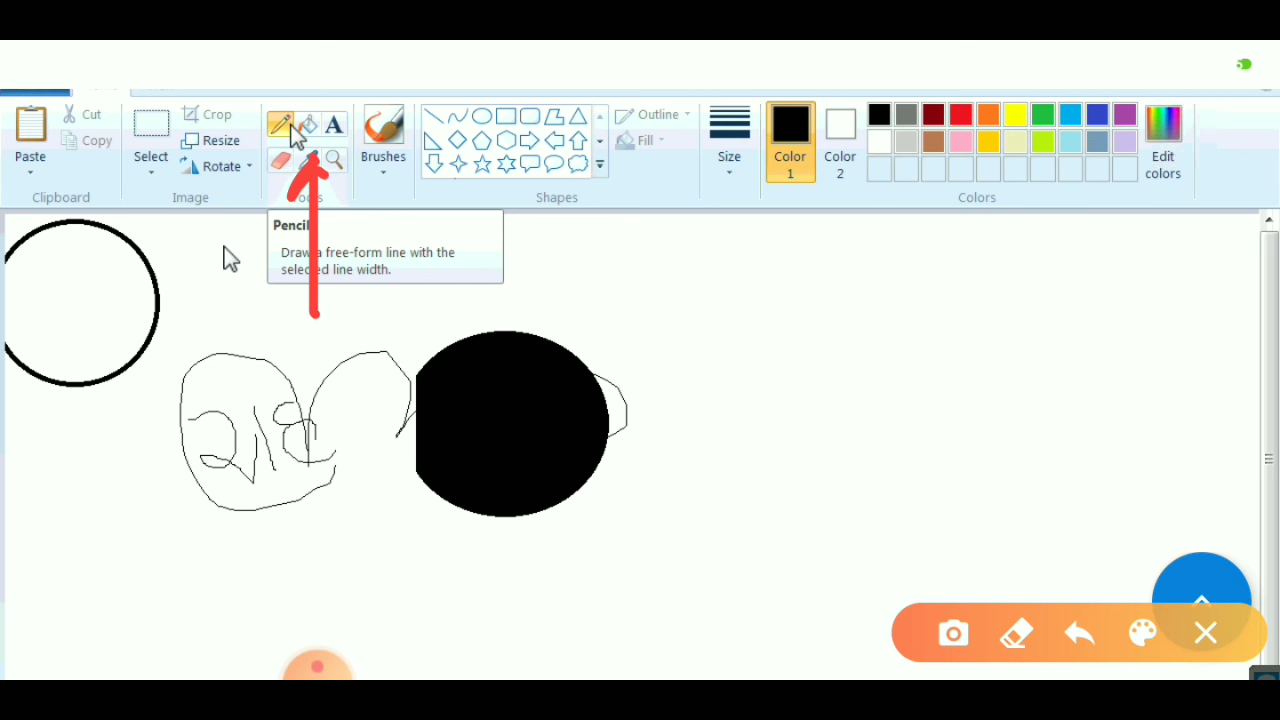 Paste
Cut
Copy
Clipboard
Select
Crop
Resize
Rotate
Image
A
Brushes
Shapes
Outline
Fill
Size
Color 1
Color 2
Edit colors
Colors
Pencil
Draw a free-form line with the
selected line width.